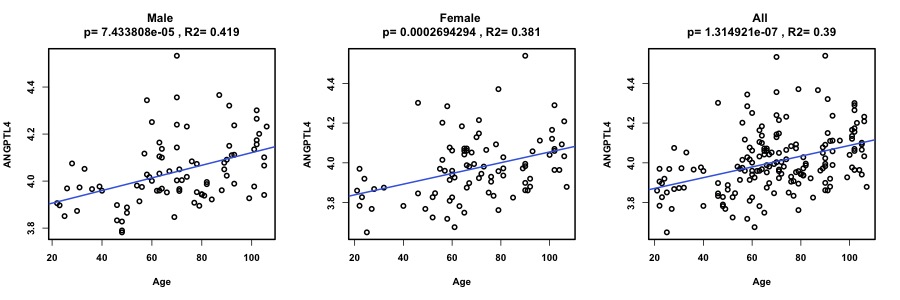 Male
p= 7.433808e-05 , R2= 0.419
ANGPTL4
4.4
4.2
4.0
3.8
20 40 60 80 100
Age
Female
p= 0.0002694294 , R2= 0.381
ANGPTL4
4.4
4.2
4.0
3.8
20 40 60 80 100
Age
All
p= 1.314921e-07 , R2= 0.39
ANGPTL4
4.4
4.2
4.0
3.8
20 40 60 80 100
Age